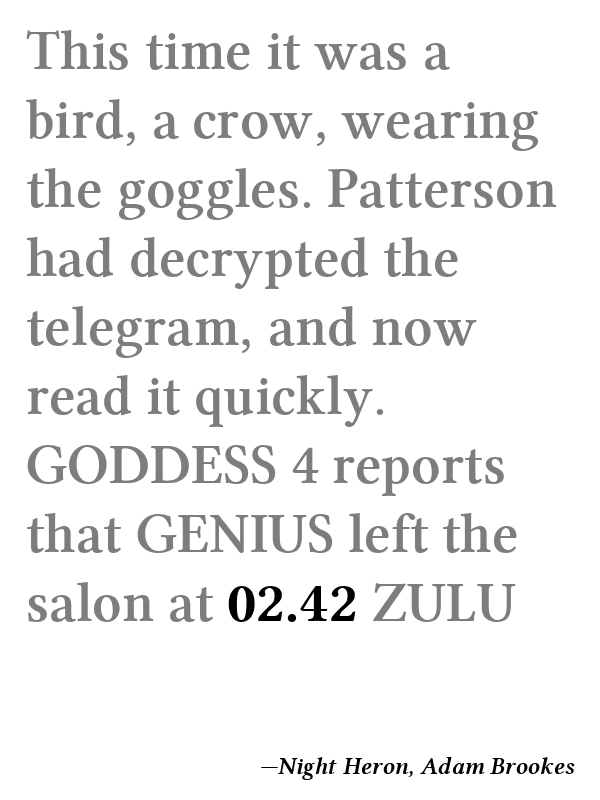 This time it was a
bird, a crow, wearing
the goggles. Patterson
had decrypted the
telegram, and now
read it quickly.
GODDESS 4 reports
that GENIUS left the
salon at 02.42 ZULU
—Night Heron, Adam Brookes